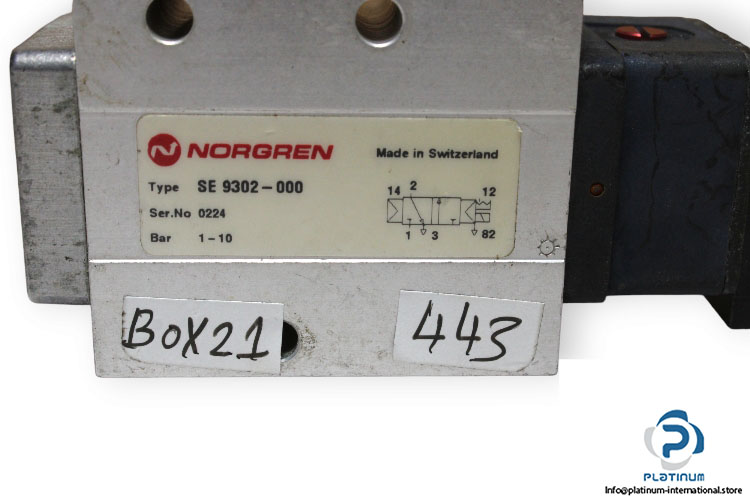 NORGREN
Made in Switzerland
Type SE 9302-000
Ser.No 0224
Bar 1-10
14 2 12
1 3 82
BOX21
443
PLATINUM
Info@platinum-international.store